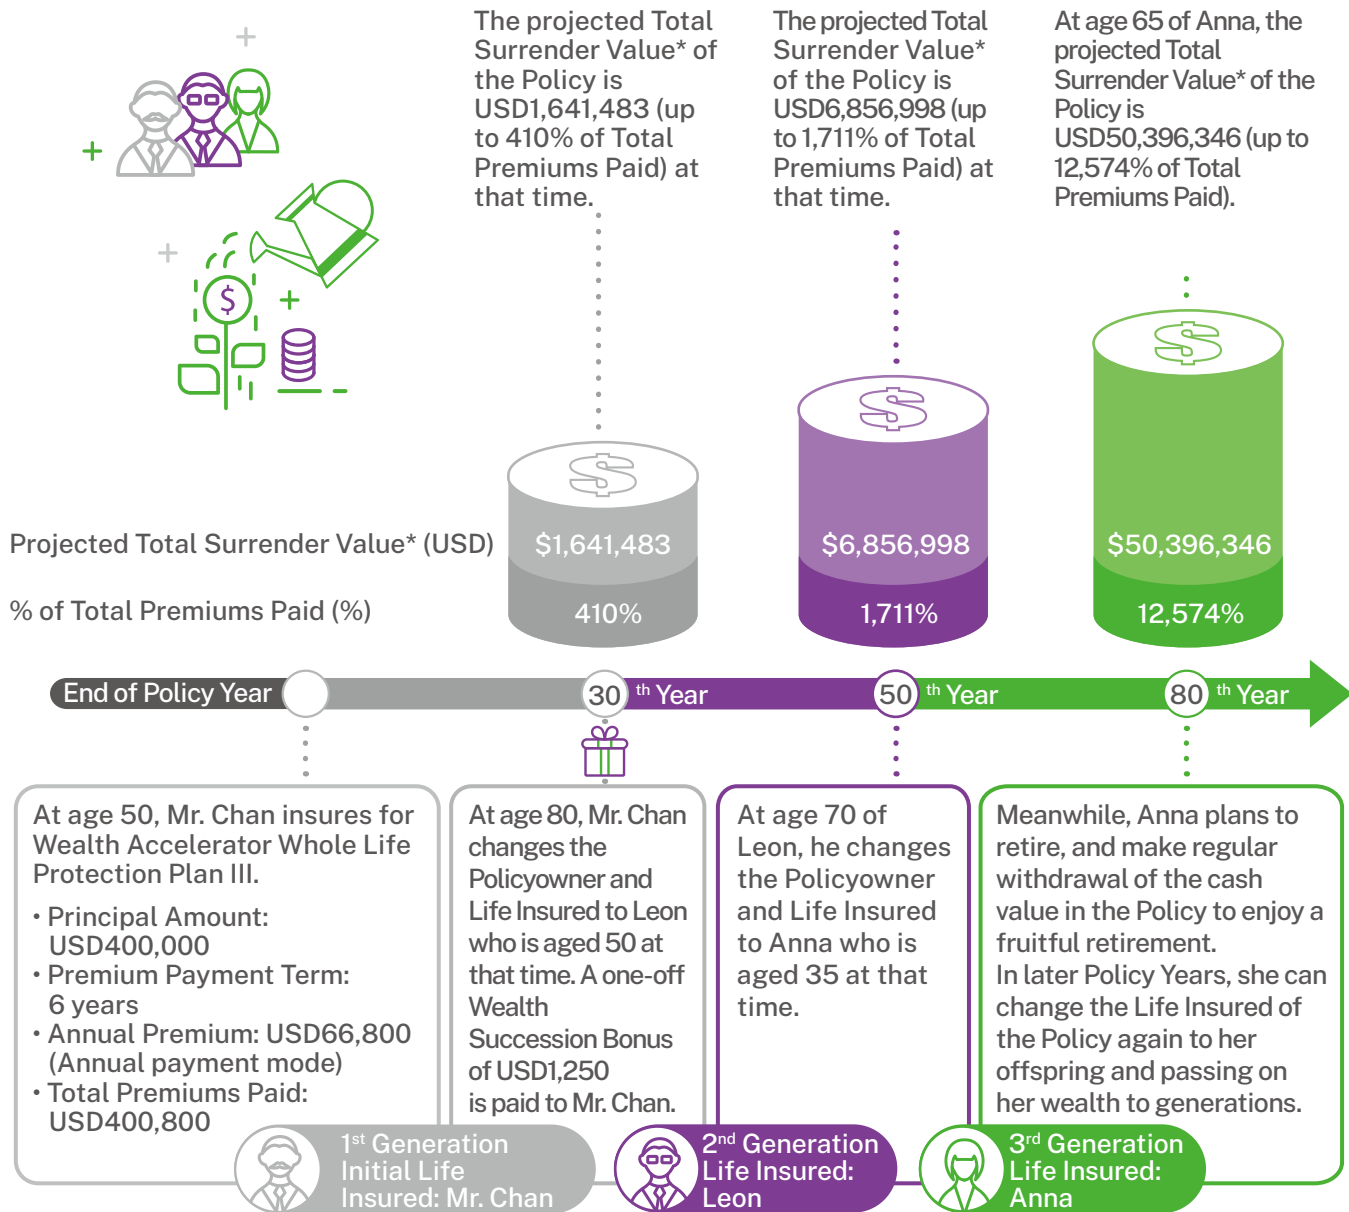 The projected Total
Surrender Value* of
the Policy is
USD1,641,483 (up
to 410% of Total
Premiums Paid) at
that time.
The projected Total
Surrender Value*
of the Policy is
USD6,856,998 (up
to 1,711% of Total
Premiums Paid) at
that time.
At age 65 of Anna, the
projected Total
Surrender Value* of the
Policy is
USD50,396,346 (up to
12,574% of Total
Premiums Paid).
$
$
$
$
Projected Total Surrender Value* (USD)
$1,641,483
$6,856,998
$50,396,346
% of Total Premiums Paid (%)
410%
1,711%
12,574%
End of Policy Year
30 th Year
50 th Year
80 th Year
At age 50, Mr. Chan insures for
Wealth Accelerator Whole Life
Protection Plan III.
• Principal Amount:
USD400,000
• Premium Payment Term:
6 years
• Annual Premium: USD66,800
(Annual payment mode)
• Total Premiums Paid:
USD400,800
1st Generation
Initial Life
Insured: Mr. Chan
At age 80, Mr. Chan
changes the
Policyowner and
Life Insured to Leon
who is aged 50 at
that time. A one-off
Wealth
Succession Bonus
of USD1,250
is paid to Mr. Chan.
2nd Generation
Life Insured:
Leon
At age 70 of
Leon, he changes
the Policyowner
and Life Insured
to Anna who is
aged 35 at that
time.
3rd Generation
Life Insured:
Anna
Meanwhile, Anna plans to
retire, and make regular
withdrawal of the cash
value in the Policy to enjoy a
fruitful retirement.
In later Policy Years, she can
change the Life Insured of
the Policy again to her
offspring and passing on
her wealth to generations.